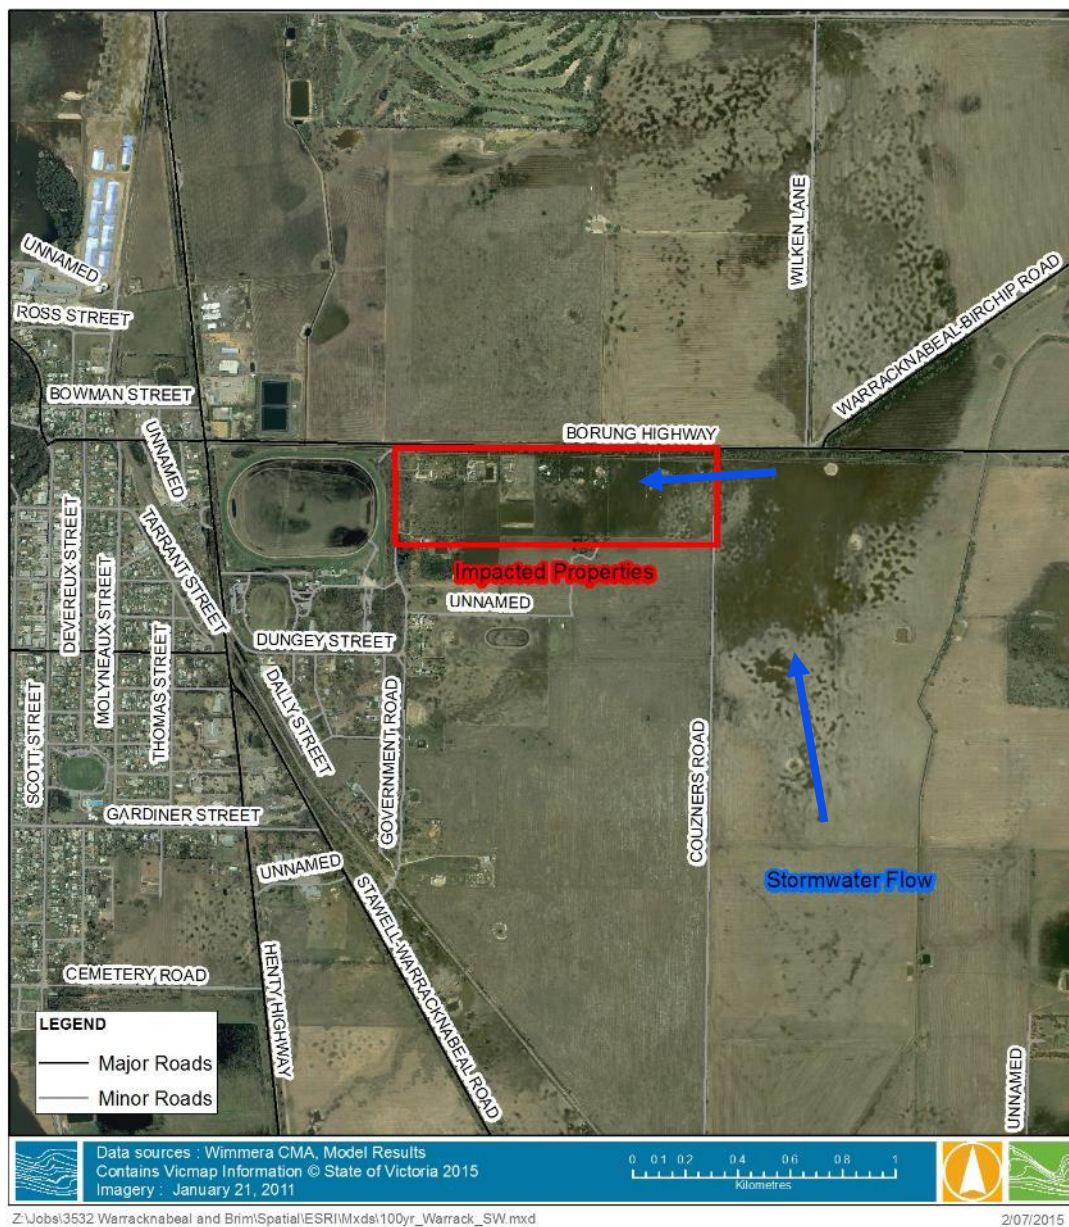 UNNAMED
ROSS STREET
WILKEN LANE
WARRACKNABEAL-BIRCHIP ROAD
BOWMAN STREET
UNNAMED
BORUNG HIGHWAY
TARRANT STREET
DEVEREUX STREET
MOLYNEAUX STREET
THOMAS STREET
SCOTT STREET
Impacted Properties
UNNAMED
DUNGEY STREET
DALLY STREET
GOVERNMENT ROAD
COUZNERS ROAD
GARDINER STREET
UNNAMED
Stormwater Flow
STAWELL-WARRACKNABEAL ROAD
HENTY HIGHWAY
CEMETERY ROAD
UNNAMED
LEGEND
Major Roads
Minor Roads
Data sources : Wimmera CMA, Model Results
Contains Vicmap Information © State of Victoria 2015
Imagery : January 21, 2011
0 0.1 0.2 0.4 0.6 0.8 1
Kilometres
Z:\Jobs\3532 Warracknabeal and Brim\Spatial\ESRI\Mxds\100yr_Warrack_SW.mxd
2/07/2015